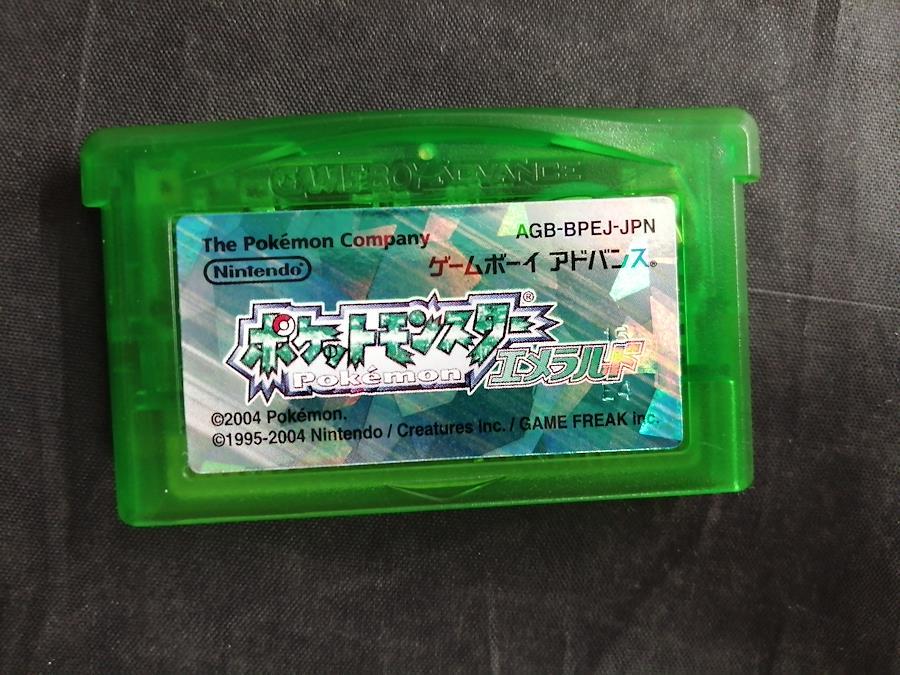 GAME BOY ADVANCE
The Pokémon Company AGB-BPEJ-JPN
Nintendo® ゲームボーイ アドバンス®
ポケットモンスター®
Pokémon エメラルド
©2004 Pokémon.
©1995-2004 Nintendo / Creatures inc. / GAME FREAK inc.